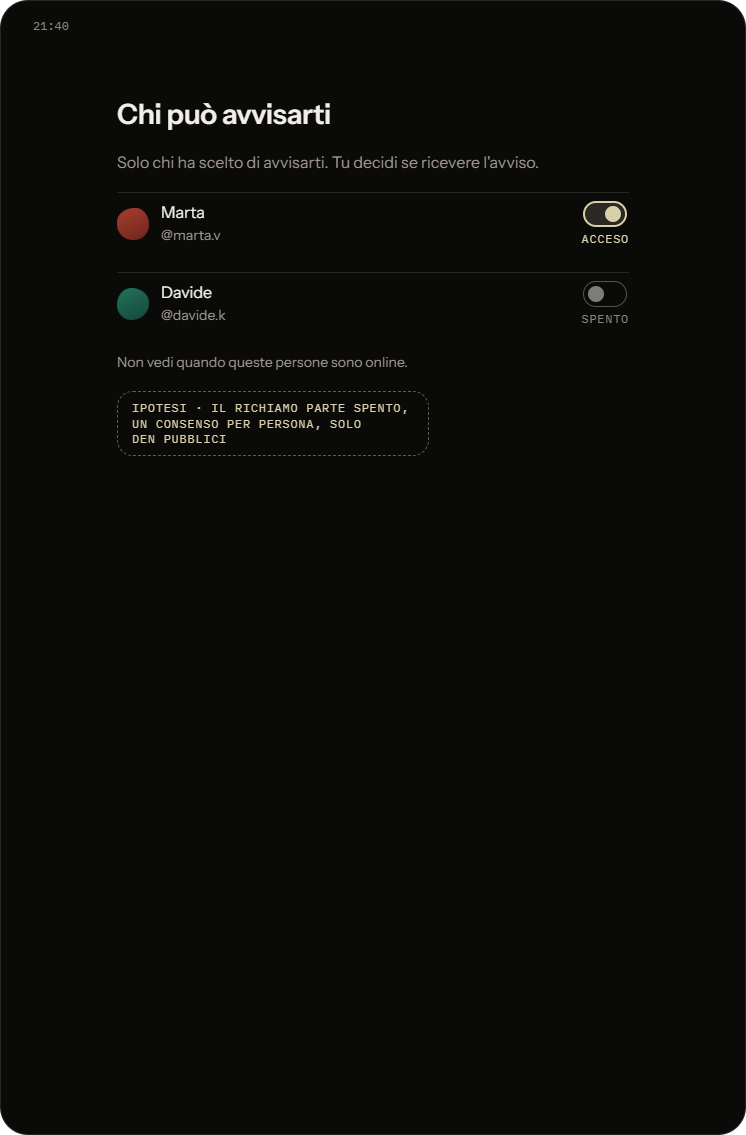 21:40
Chi può avvisarti
Solo chi ha scelto di avvisarti. Tu decidi se ricevere l'avviso.
Marta
@marta.v
ACCESO
Davide
@davide.k
SPENTO
Non vedi quando queste persone sono online.
IPOTESI · IL RICHIAMO PARTE SPENTO,
UN CONSENSO PER PERSONA, SOLO
DEN PUBBLICI